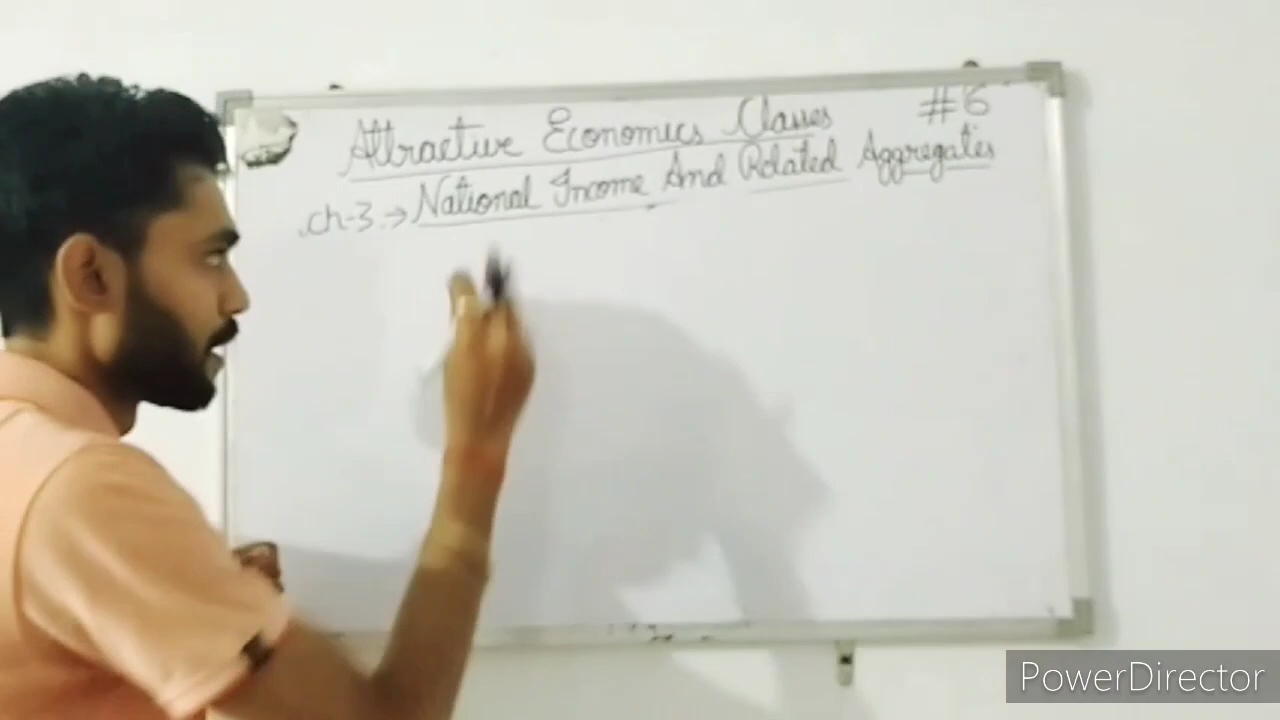 Attractive Economics Classes #6
Ch-3 → National Income And Related Aggregates
PowerDirector